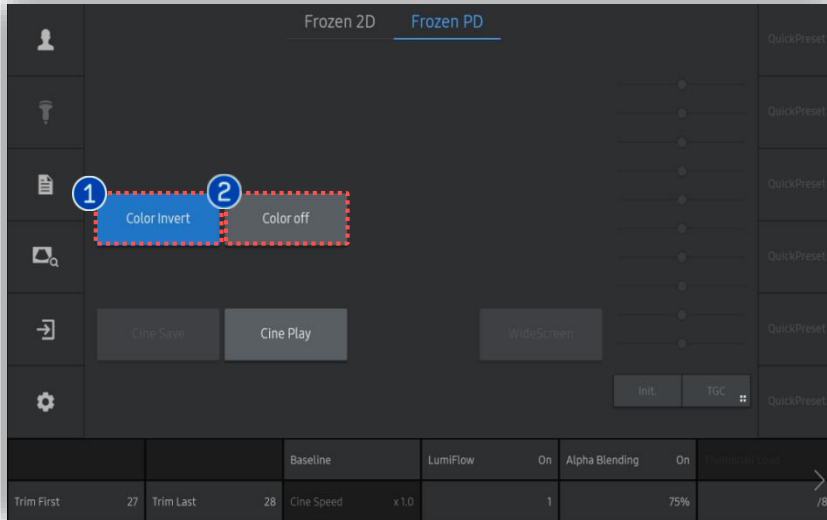 Frozen 2D Frozen PD
QuickPreset
QuickPreset
1 2
QuickPreset
Color Invert Color off
QuickPreset
Cine Save Cine Play WideScreen QuickPreset
Init. TGC QuickPreset
Baseline LumiFlow On Alpha Blending On
Trim First 27 Trim Last 28 Cine Speed x1.0 1 75% /8